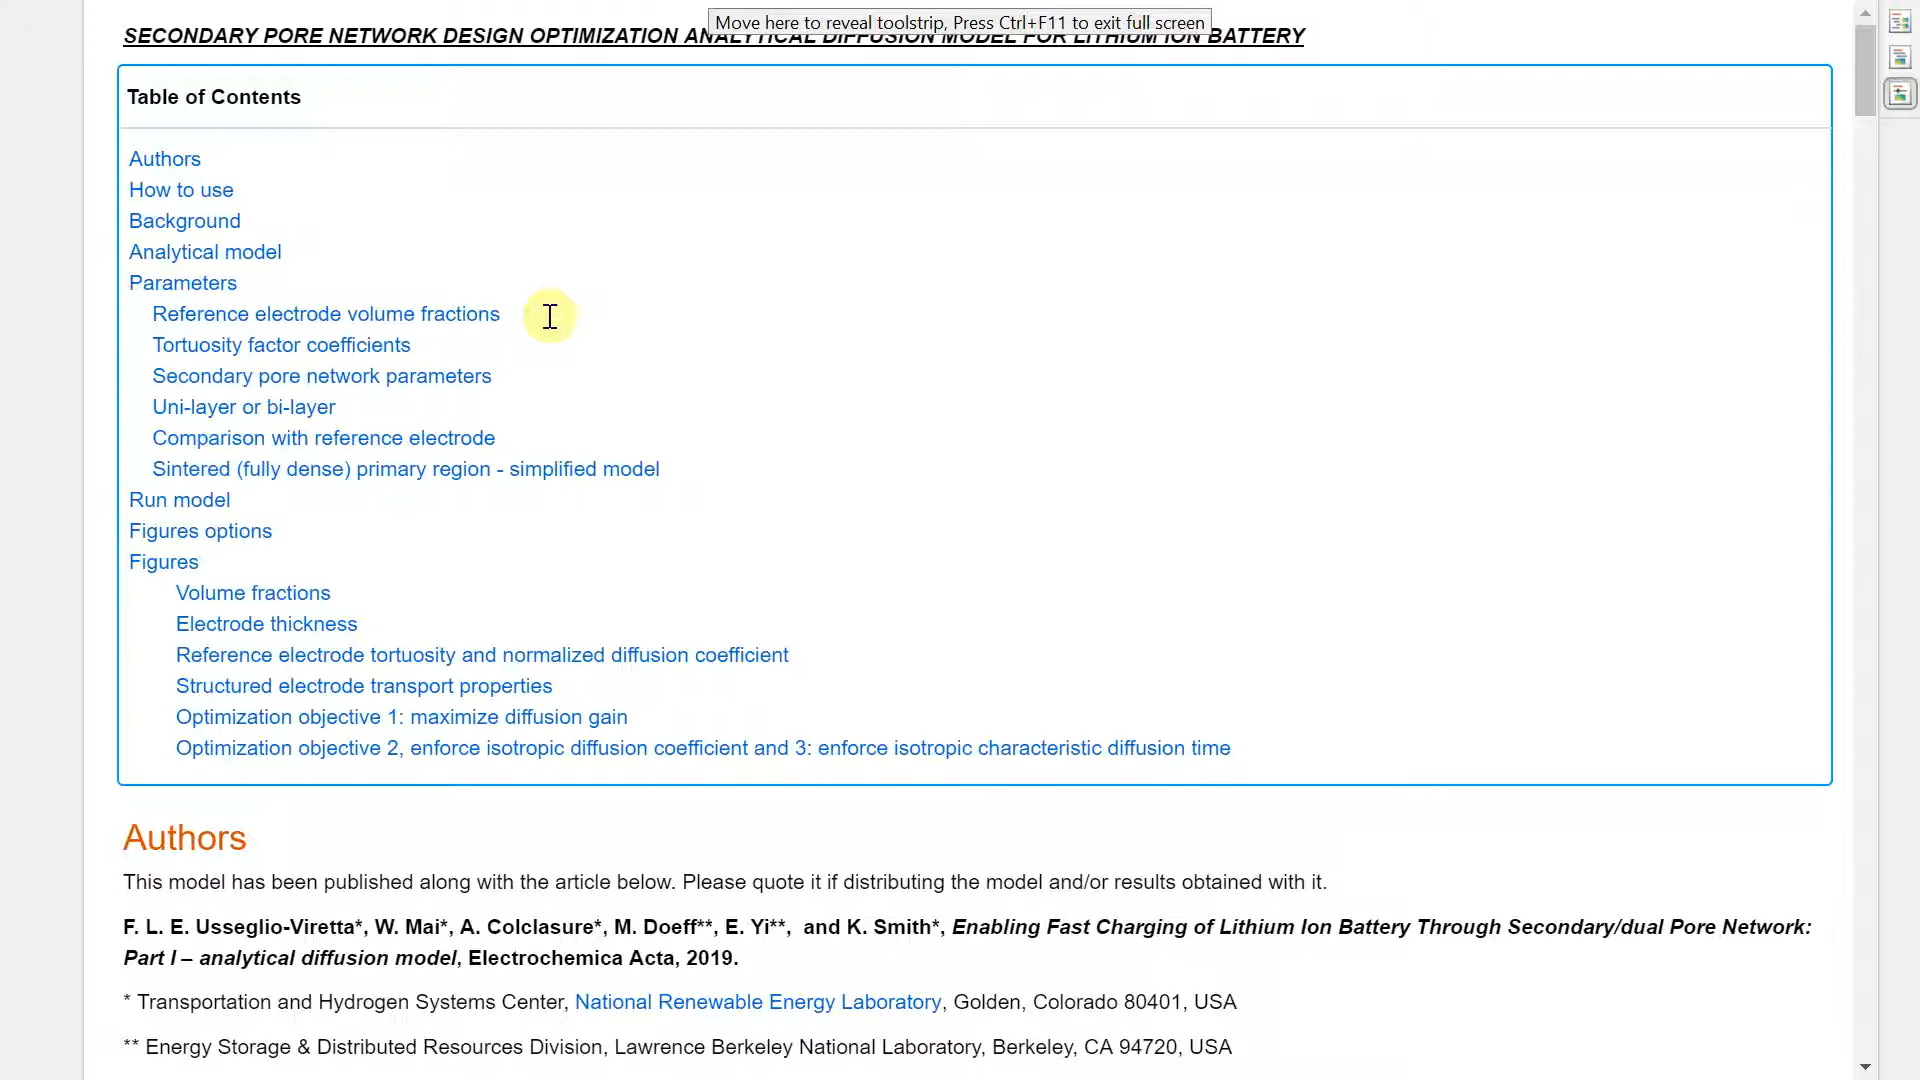 Move here to reveal toolstrip, Press Ctrl+F11 to exit full screen
SECONDARY PORE NETWORK DESIGN OPTIMIZATION ANALYTICAL DIFFUSION MODEL FOR LITHIUM ION BATTERY
Table of Contents
Authors
How to use
Background
Analytical model
Parameters
Reference electrode volume fractions
Tortuosity factor coefficients
Secondary pore network parameters
Uni-layer or bi-layer
Comparison with reference electrode
Sintered (fully dense) primary region - simplified model
Run model
Figures options
Figures
Volume fractions
Electrode thickness
Reference electrode tortuosity and normalized diffusion coefficient
Structured electrode transport properties
Optimization objective 1: maximize diffusion gain
Optimization objective 2, enforce isotropic diffusion coefficient and 3: enforce isotropic characteristic diffusion time
Authors
This model has been published along with the article below. Please quote it if distributing the model and/or results obtained with it.
F. L. E. Usseglio-Viretta*, W. Mai*, A. Colclasure*, M. Doeff**, E. Yi**, and K. Smith*, Enabling Fast Charging of Lithium Ion Battery Through Secondary/dual Pore Network:
Part I – analytical diffusion model, Electrochemica Acta, 2019.
* Transportation and Hydrogen Systems Center, National Renewable Energy Laboratory, Golden, Colorado 80401, USA
** Energy Storage & Distributed Resources Division, Lawrence Berkeley National Laboratory, Berkeley, CA 94720, USA